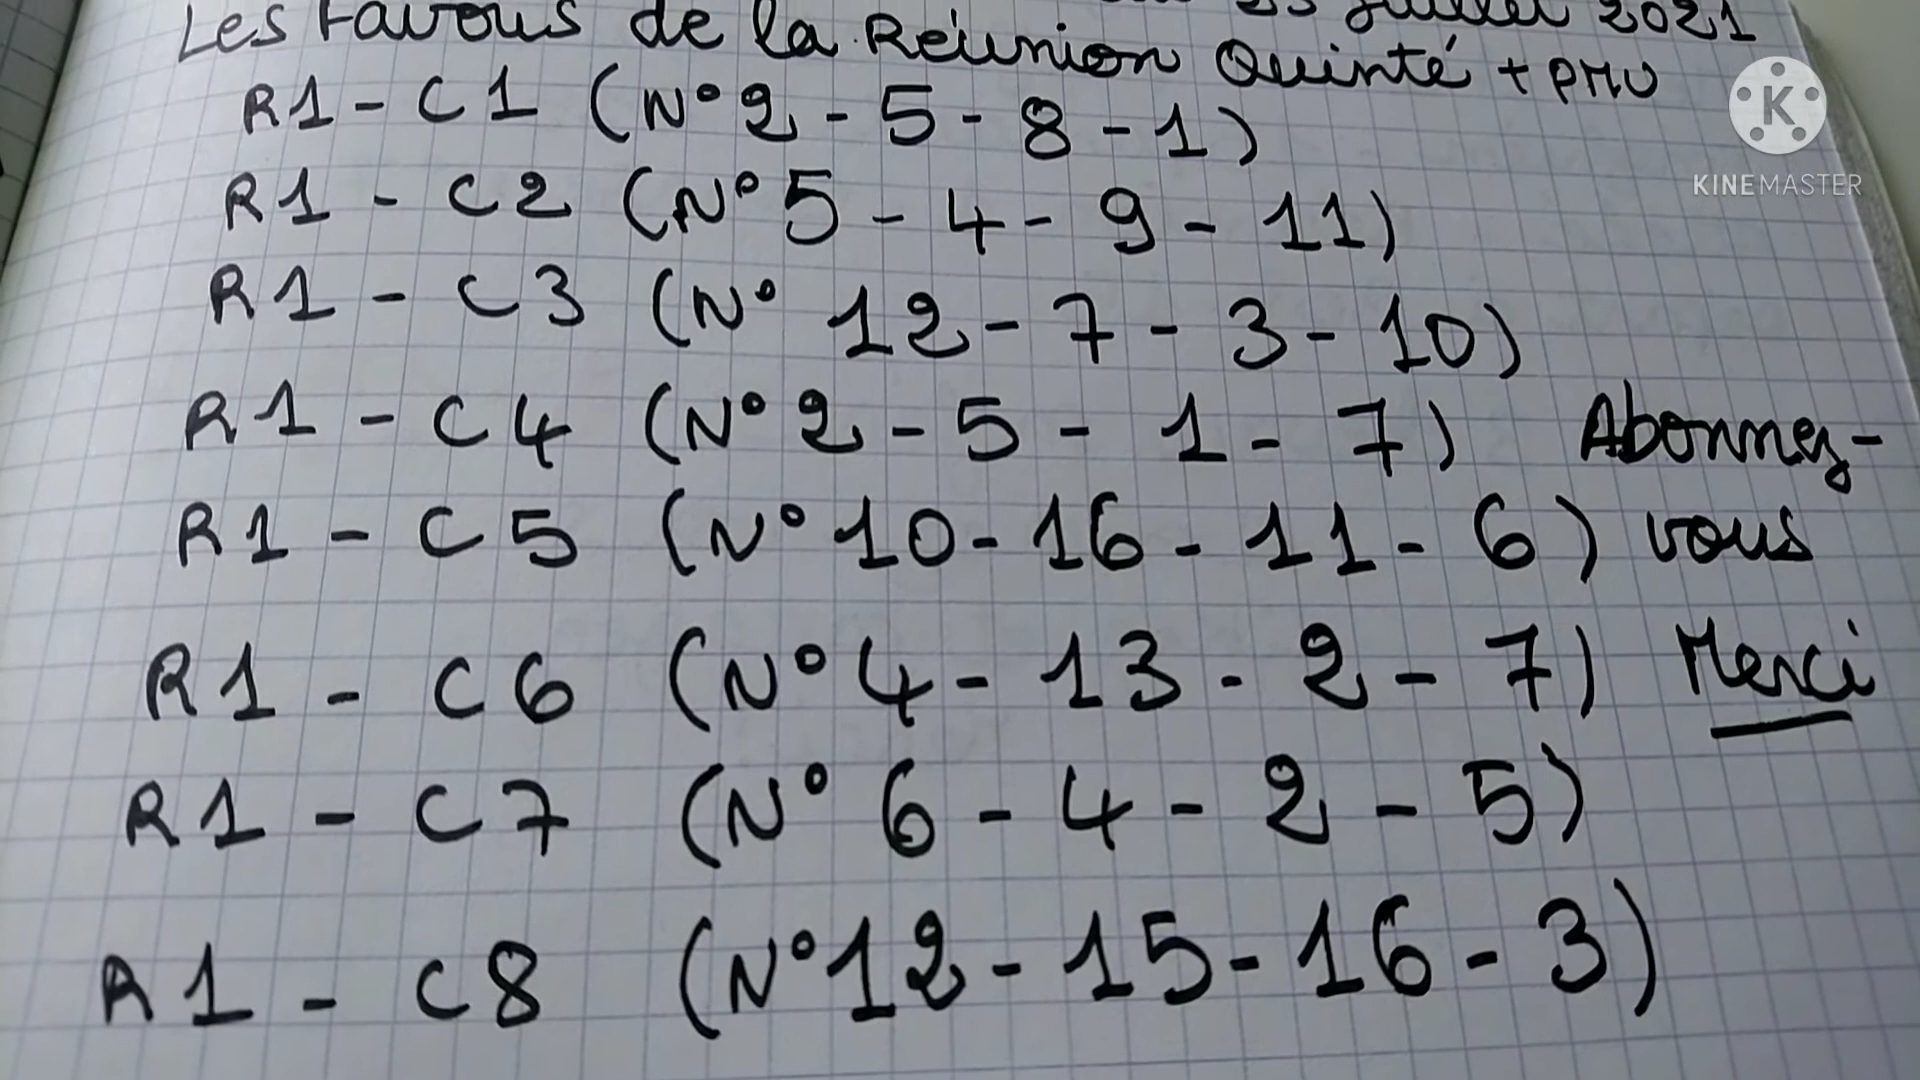 Juillet 2021
Les Favoris de la Réunion Quinté + PMU
R1 - C1 (N° 2 - 5 - 8 - 1)
R1 - C2 (N° 5 - 4 - 9 - 11)
R1 - C3 (N° 12 - 7 - 3 - 10)
R1 - C4 (N° 2 - 5 - 1 - 7) Abonnez-
R1 - C5 (N° 10 - 16 - 11 - 6) vous
R1 - C6 (N° 4 - 13 - 2 - 7) Merci
R1 - C7 (N° 6 - 4 - 2 - 5)
R1 - C8 (N° 12 - 15 - 16 - 3)
K
KINEMASTER